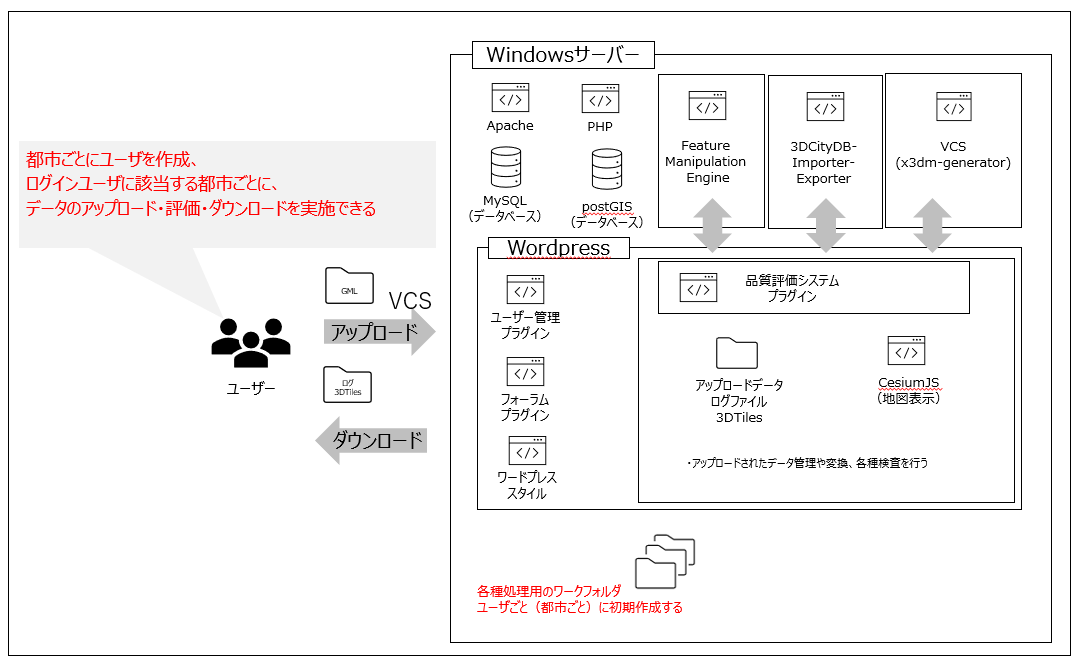 Windowsサーバー
Apache
PHP
MySQL
（データベース）
postGIS
（データベース）
Feature
Manipulation
Engine
3DCityDB-
Importer-
Exporter
VCS
(x3dm-generator)
都市ごとにユーザを作成、
ログインユーザに該当する都市ごとに、
データのアップロード・評価・ダウンロードを実施できる
GML
VCS
アップロード
ユーザー
ログ
3DTiles
ダウンロード
Wordpress
ユーザー管理
プラグイン
フォーラム
プラグイン
ワードプレス
スタイル
品質評価システム
プラグイン
アップロードデータ
ログファイル
3DTiles
CesiumJS
（地図表示）
・アップロードされたデータ管理や変換、各種検査を行う
各種処理用のワークフォルダ
ユーザごと（都市ごと）に初期作成する